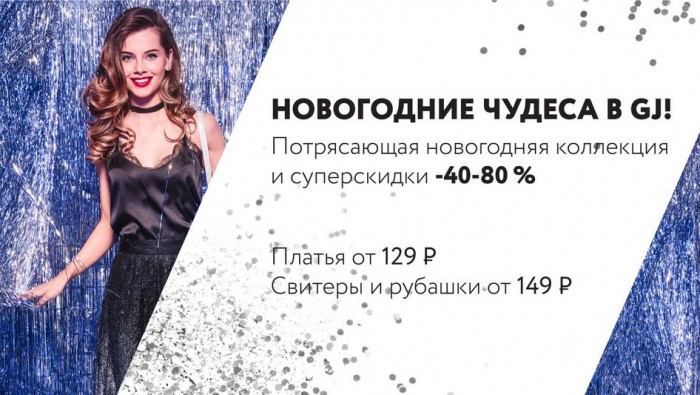 НОВОГОДНИЕ ЧУДЕСА В GJ!
Потрясающая новогодняя коллекция
и суперскидки -40-80 %
Платья от 129 ₽
Свитеры и рубашки от 149 ₽